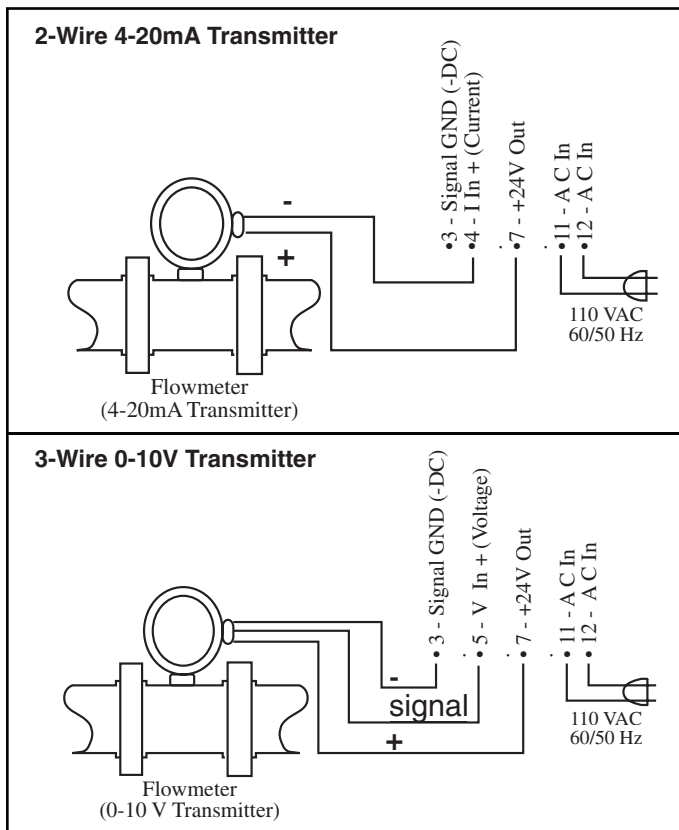 2-Wire 4-20mA Transmitter
3 - Signal GND (-DC)
4 - I In + (Current)
7 - +24V Out
11 - A C In
12 - A C In
-
+
110 VAC
60/50 Hz
Flowmeter
(4-20mA Transmitter)
3-Wire 0-10V Transmitter
3 - Signal GND (-DC)
5 - V In + (Voltage)
7 - +24V Out
11 - A C In
12 - A C In
-
signal
+
110 VAC
60/50 Hz
Flowmeter
(0-10 V Transmitter)